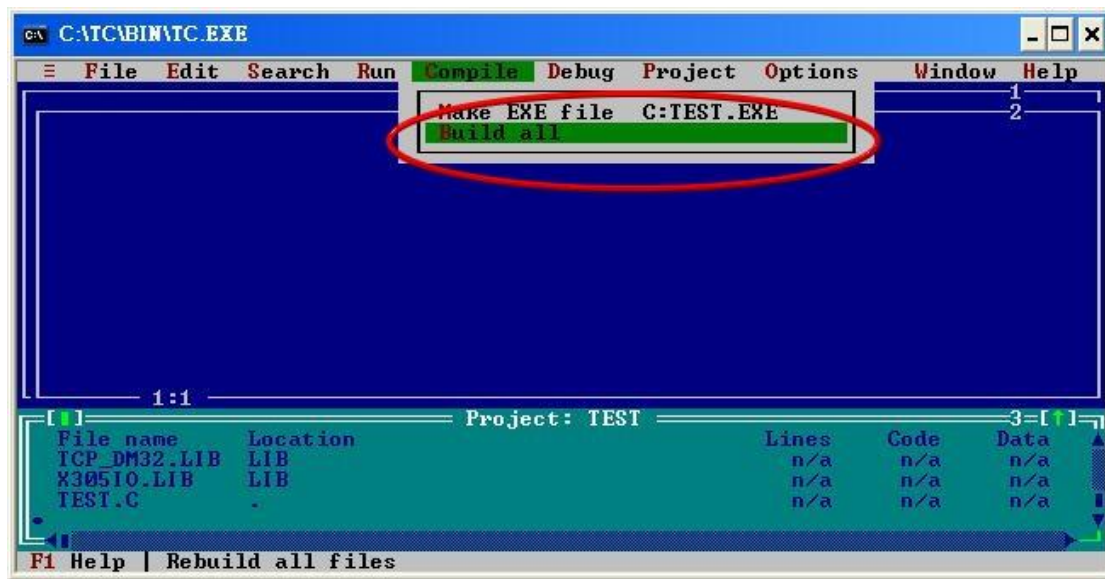 C:\TC\BIN\TC.EXE
≡ File Edit Search Run Compile Debug Project Options Window Help
1
Make EXE file C:TEST.EXE 2
Build all
1:1
Project: TEST 3=[↑]
File name Location Lines Code Data
TCP_DM32.LIB LIB n/a n/a n/a
X305IO.LIB LIB n/a n/a n/a
TEST.C . n/a n/a n/a
F1 Help | Rebuild all files